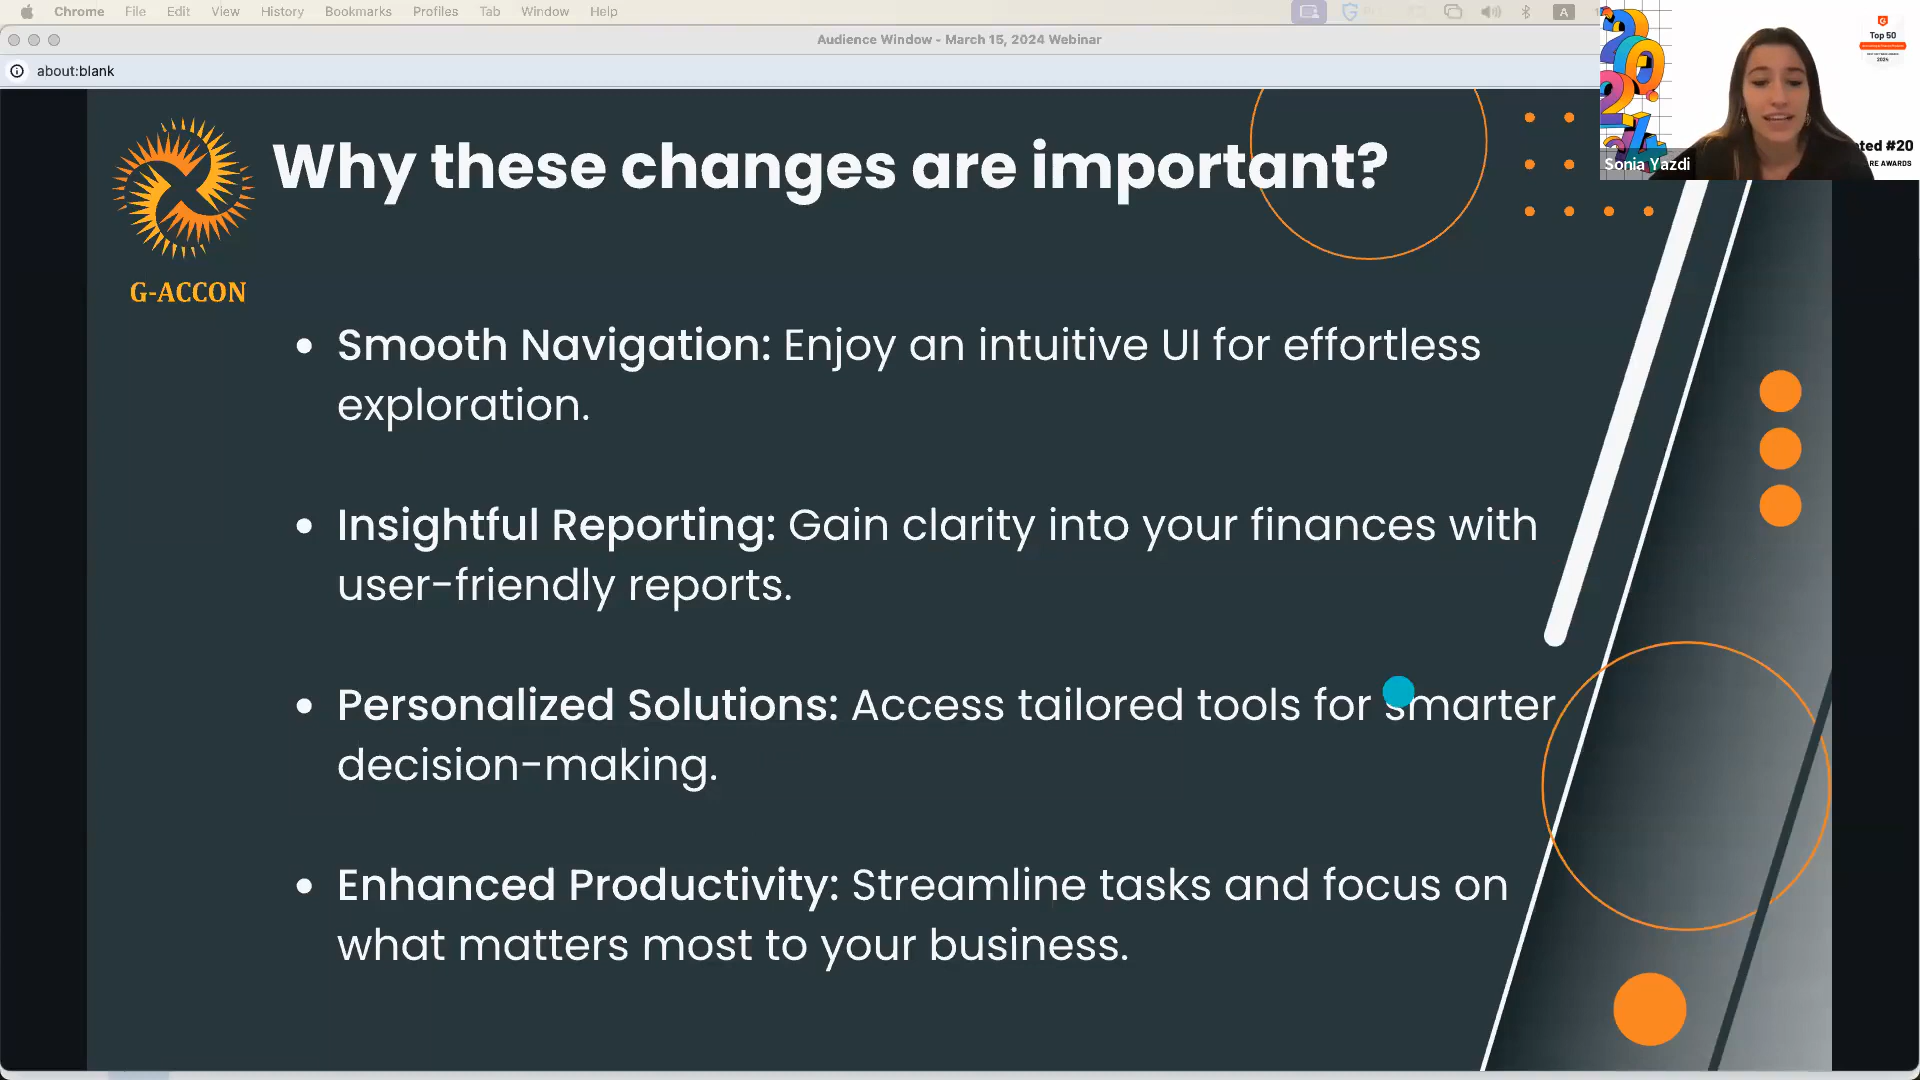 Chrome File Edit View History Bookmarks Profiles Tab Window Help
A
Audience Window - March 15, 2024 Webinar
about:blank
Top 50
2024
ted #20
RE AWARDS
Sonia Yazdi
G-ACCON
Why these changes are important?
• Smooth Navigation: Enjoy an intuitive UI for effortless
exploration.
• Insightful Reporting: Gain clarity into your finances with
user-friendly reports.
• Personalized Solutions: Access tailored tools for smarter
decision-making.
• Enhanced Productivity: Streamline tasks and focus on
what matters most to your business.